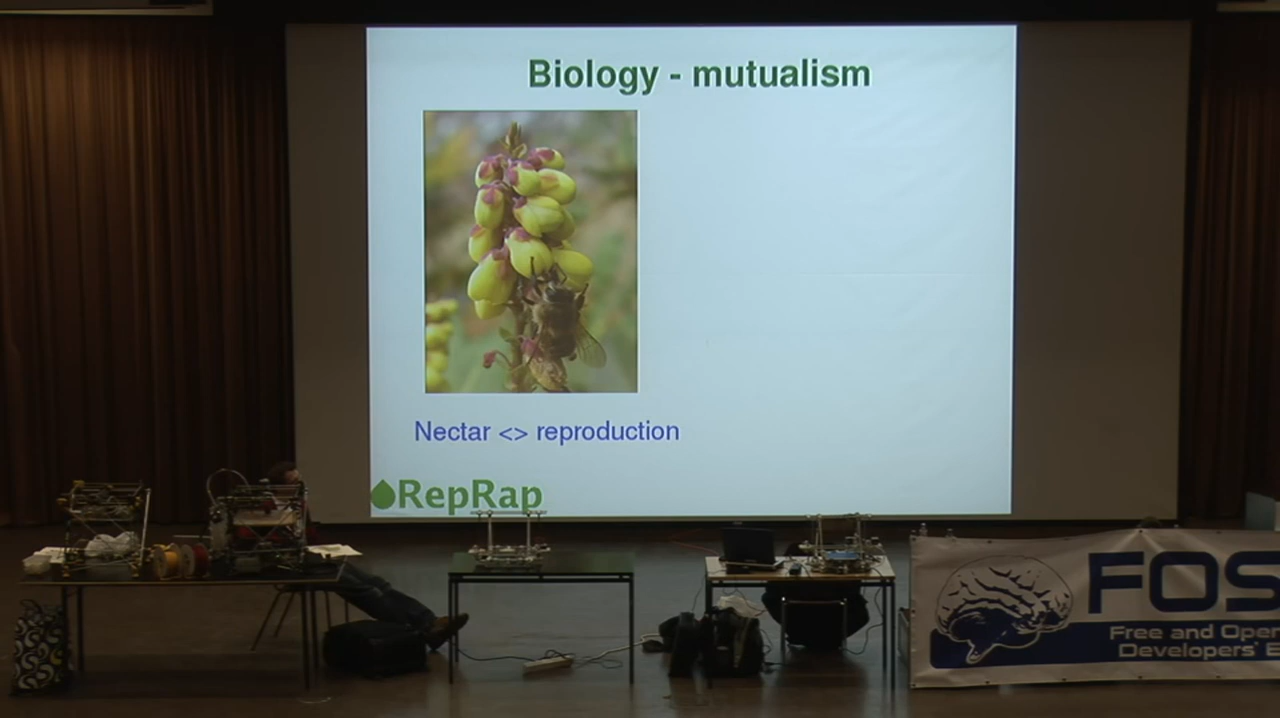 Biology - mutualism
Nectar <> reproduction
RepRap
FOS
Free and Oper
Developers' E